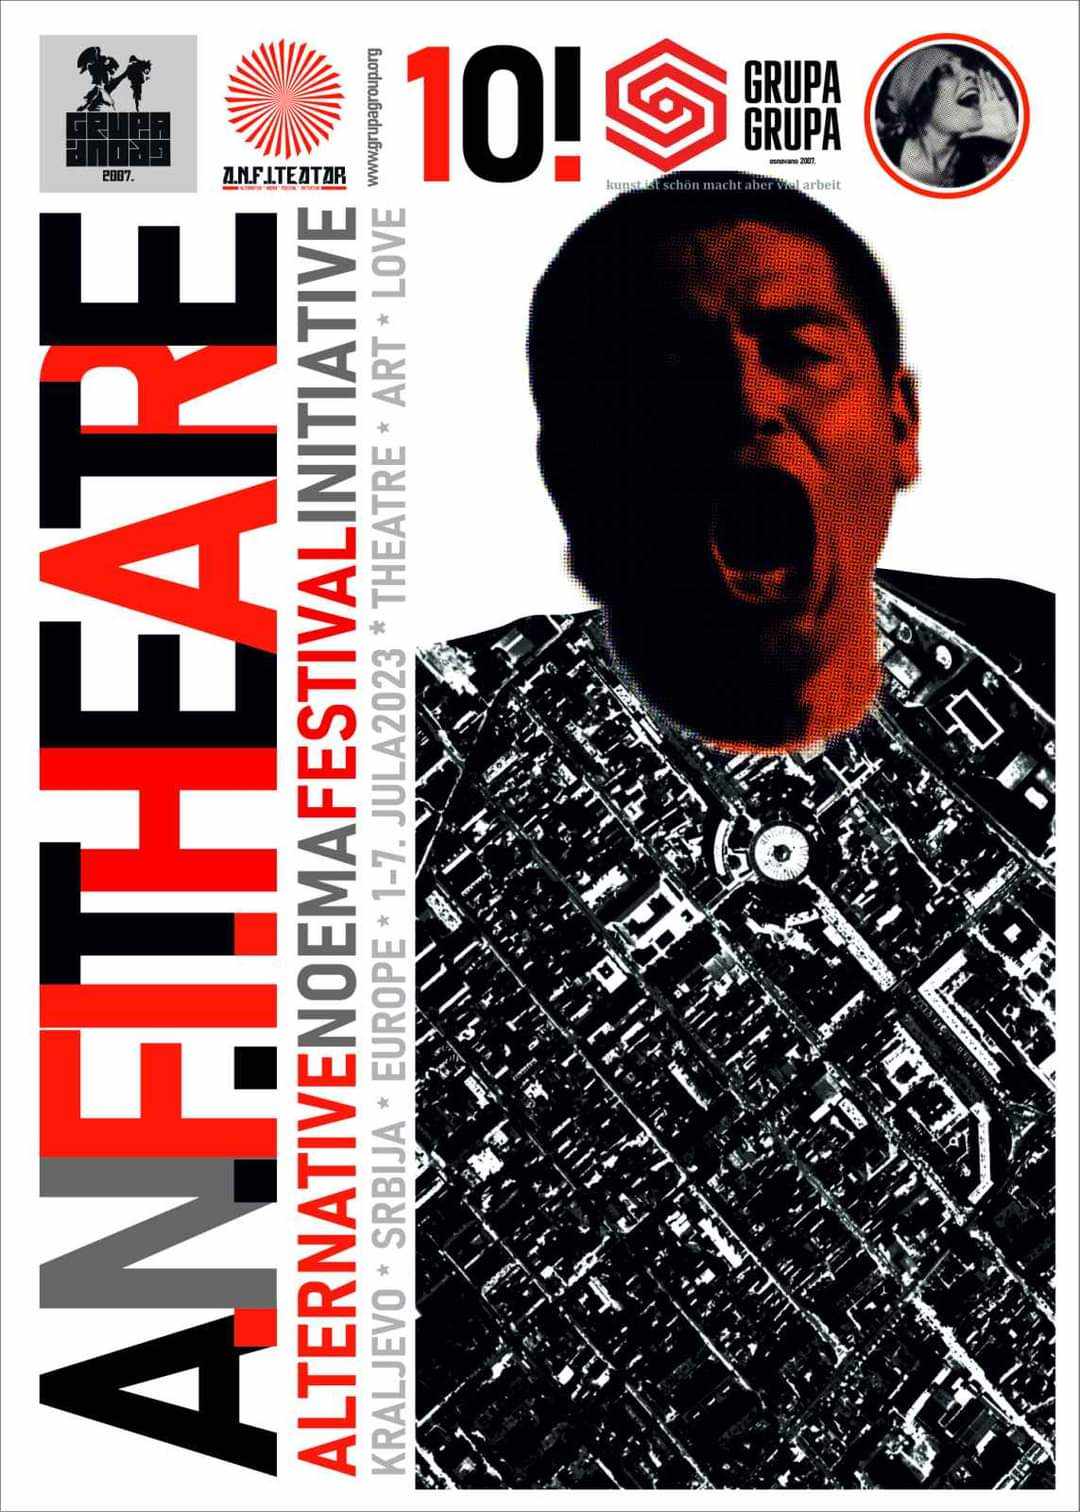 GRUPA
GRUPA
2007.
A.N.F.I.TEATAR
www.grupagrupa.org
10!
GRUPA
GRUPA
osnovano 2007.
kunst ist schön macht aber viel arbeit
A.N.F.I.THEATRE
ALTERNATIVENOEMAFESTIVALINITIATIVE
KRALJEVO * SRBIJA * EUROPE * 1-7. JULA2023 * THEATRE * ART * LOVE